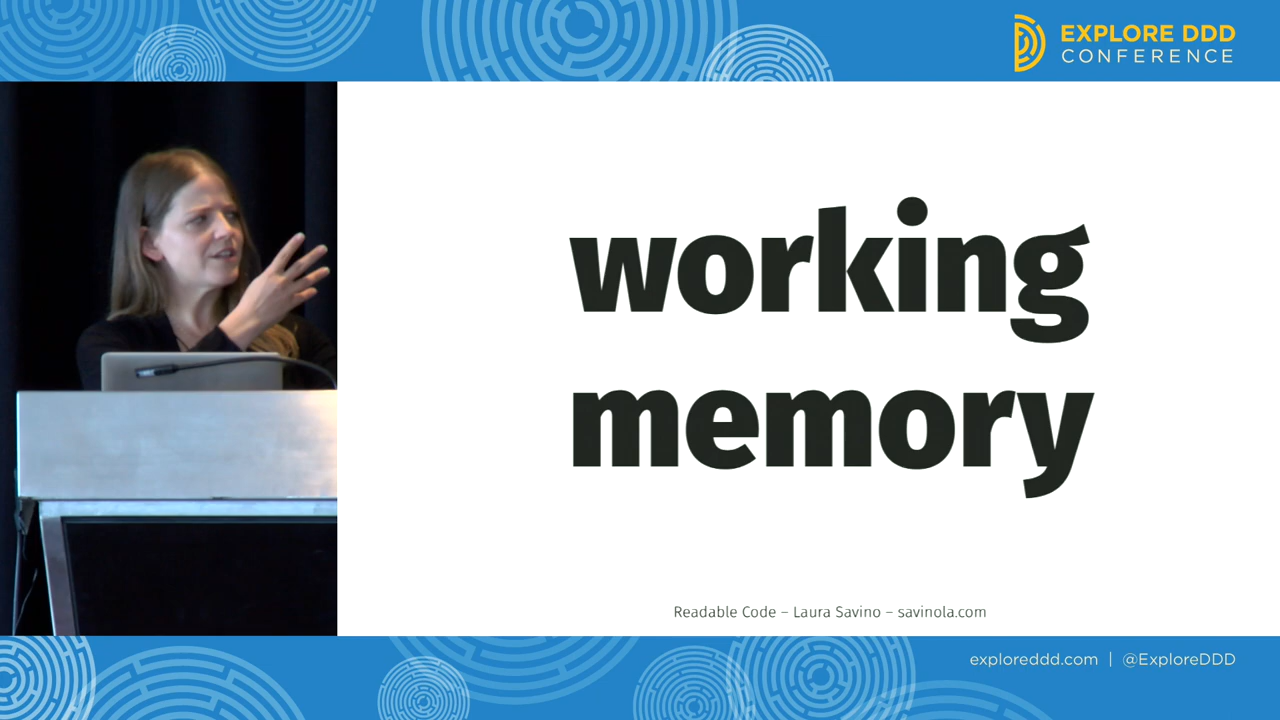 EXPLORE DDD
CONFERENCE
working
memory
Readable Code – Laura Savino – savinola.com
exploreddd.com | @ExploreDDD